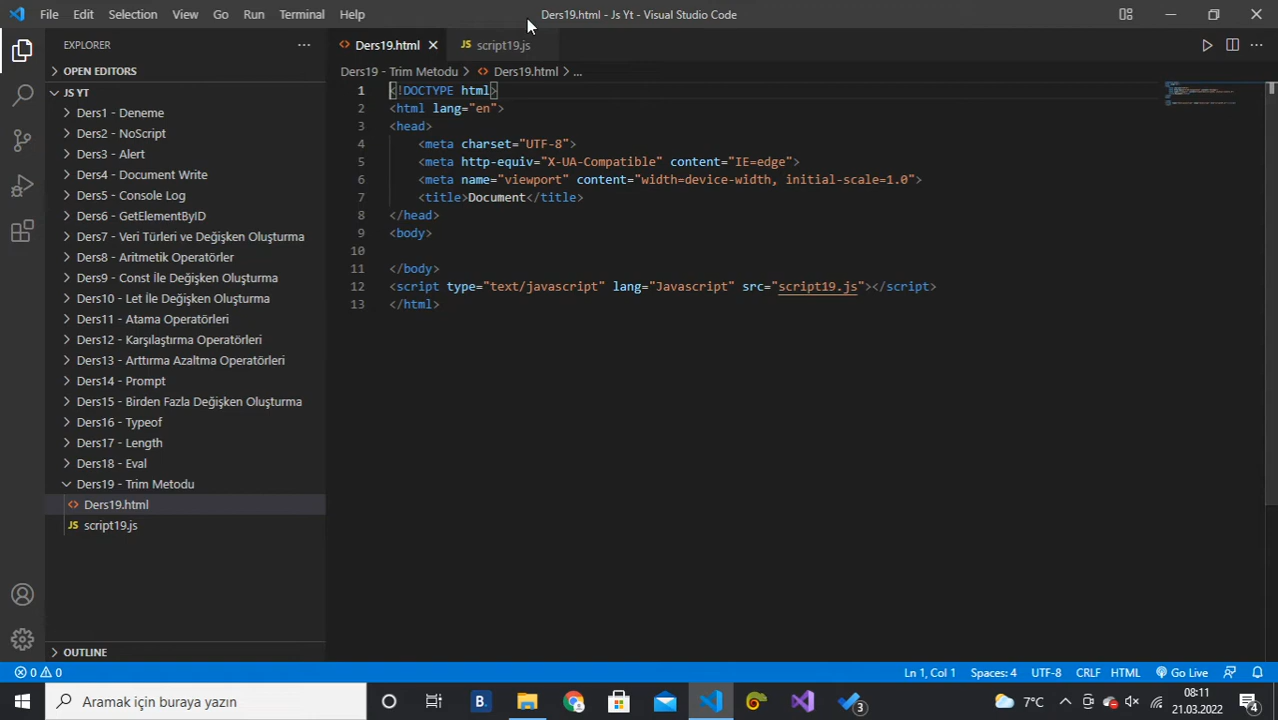 File Edit Selection View Go Run Terminal Help Ders19.html - Js Yt - Visual Studio Code
EXPLORER
OPEN EDITORS
JS YT
Ders1 - Deneme
Ders2 - NoScript
Ders3 - Alert
Ders4 - Document Write
Ders5 - Console Log
Ders6 - GetElementByID
Ders7 - Veri Türleri ve Değişken Oluşturma
Ders8 - Aritmetik Operatörler
Ders9 - Const İle Değişken Oluşturma
Ders10 - Let İle Değişken Oluşturma
Ders11 - Atama Operatörleri
Ders12 - Karşılaştırma Operatörleri
Ders13 - Arttırma Azaltma Operatörleri
Ders14 - Prompt
Ders15 - Birden Fazla Değişken Oluşturma
Ders16 - Typeof
Ders17 - Length
Ders18 - Eval
Ders19 - Trim Metodu
Ders19.html
JS script19.js
OUTLINE
Ders19.html JS script19.js
Ders19 - Trim Metodu > Ders19.html > ...
1 <!DOCTYPE html>
2 <html lang="en">
3 <head>
4 <meta charset="UTF-8">
5 <meta http-equiv="X-UA-Compatible" content="IE=edge">
6 <meta name="viewport" content="width=device-width, initial-scale=1.0">
7 <title>Document</title>
8 </head>
9 <body>
10
11 </body>
12 <script type="text/javascript" lang="Javascript" src="script19.js"></script>
13 </html>
0 0 Ln 1, Col 1 Spaces: 4 UTF-8 CRLF HTML Go Live
Aramak için buraya yazın B. 3 7°C 08:11
21.03.2022 4